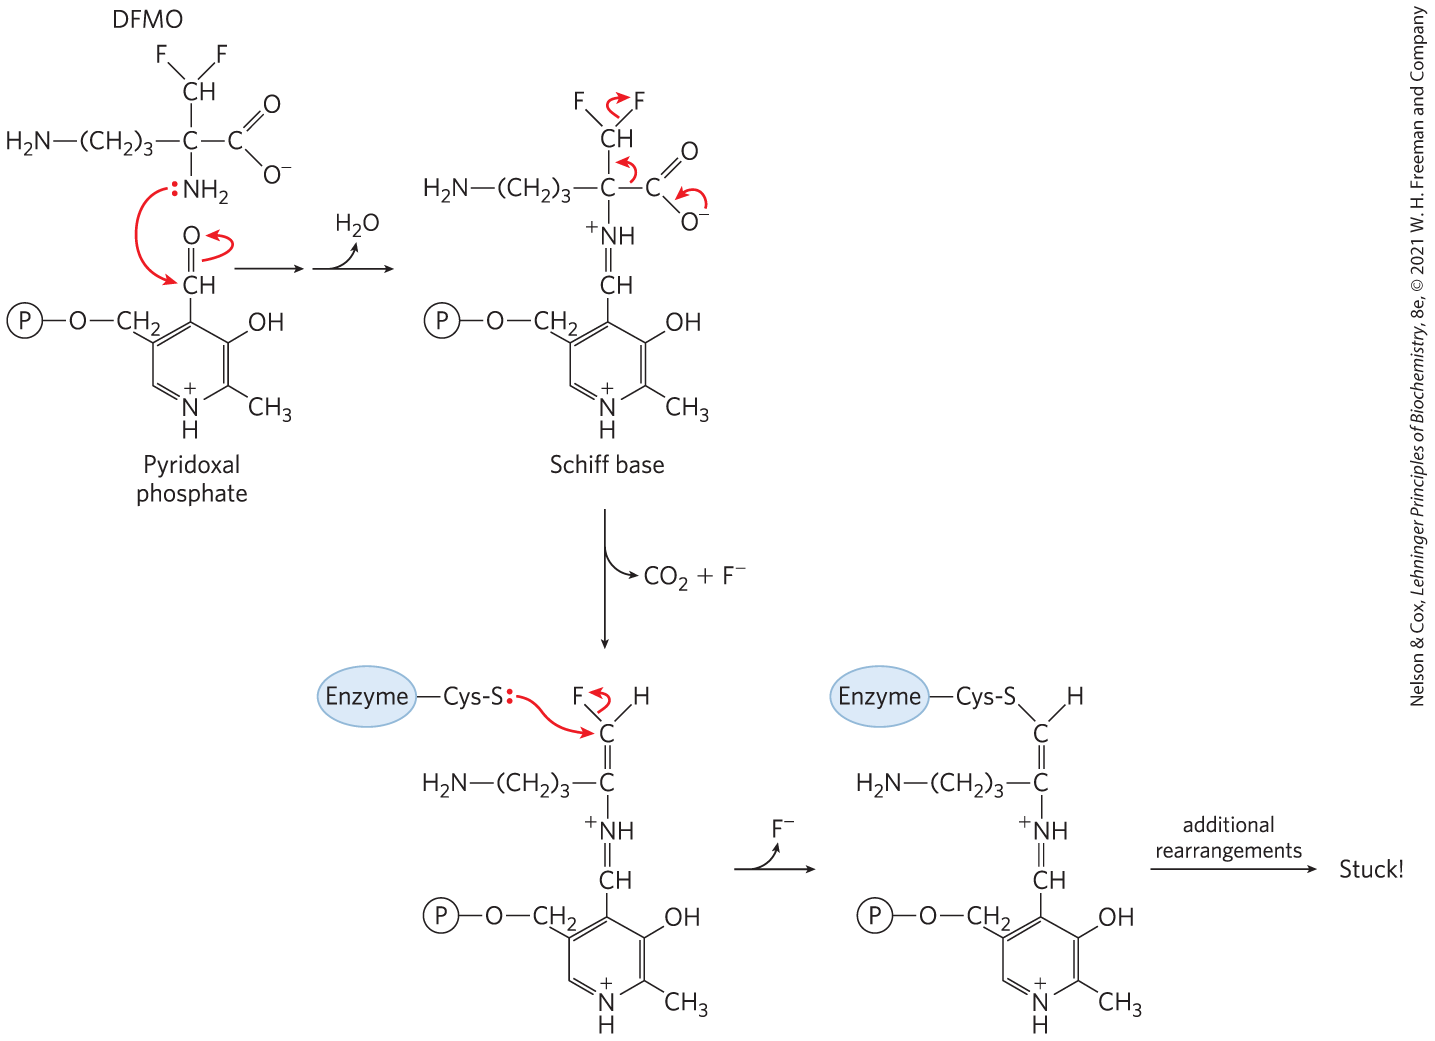 DFMO
F F
CH
O
H₂N—(CH₂)₃—C—C
O⁻
:NH₂
O
H₂O
CH
P—O—CH₂
OH
+
N
H
CH₃
Pyridoxal
phosphate
F F
CH
O
H₂N—(CH₂)₃—C—C
O⁻
+NH
CH
P—O—CH₂
OH
+
N
H
CH₃
Schiff base
CO₂ + F⁻
Enzyme—Cys-S:
F H
C
H₂N—(CH₂)₃—C
+NH
CH
P—O—CH₂
OH
+
N
H
CH₃
F⁻
Enzyme—Cys-S
H
C
H₂N—(CH₂)₃—C
+NH
CH
P—O—CH₂
OH
+
N
H
CH₃
additional
rearrangements
Stuck!
Nelson & Cox, Lehninger Principles of Biochemistry, 8e, © 2021 W. H. Freeman and Company